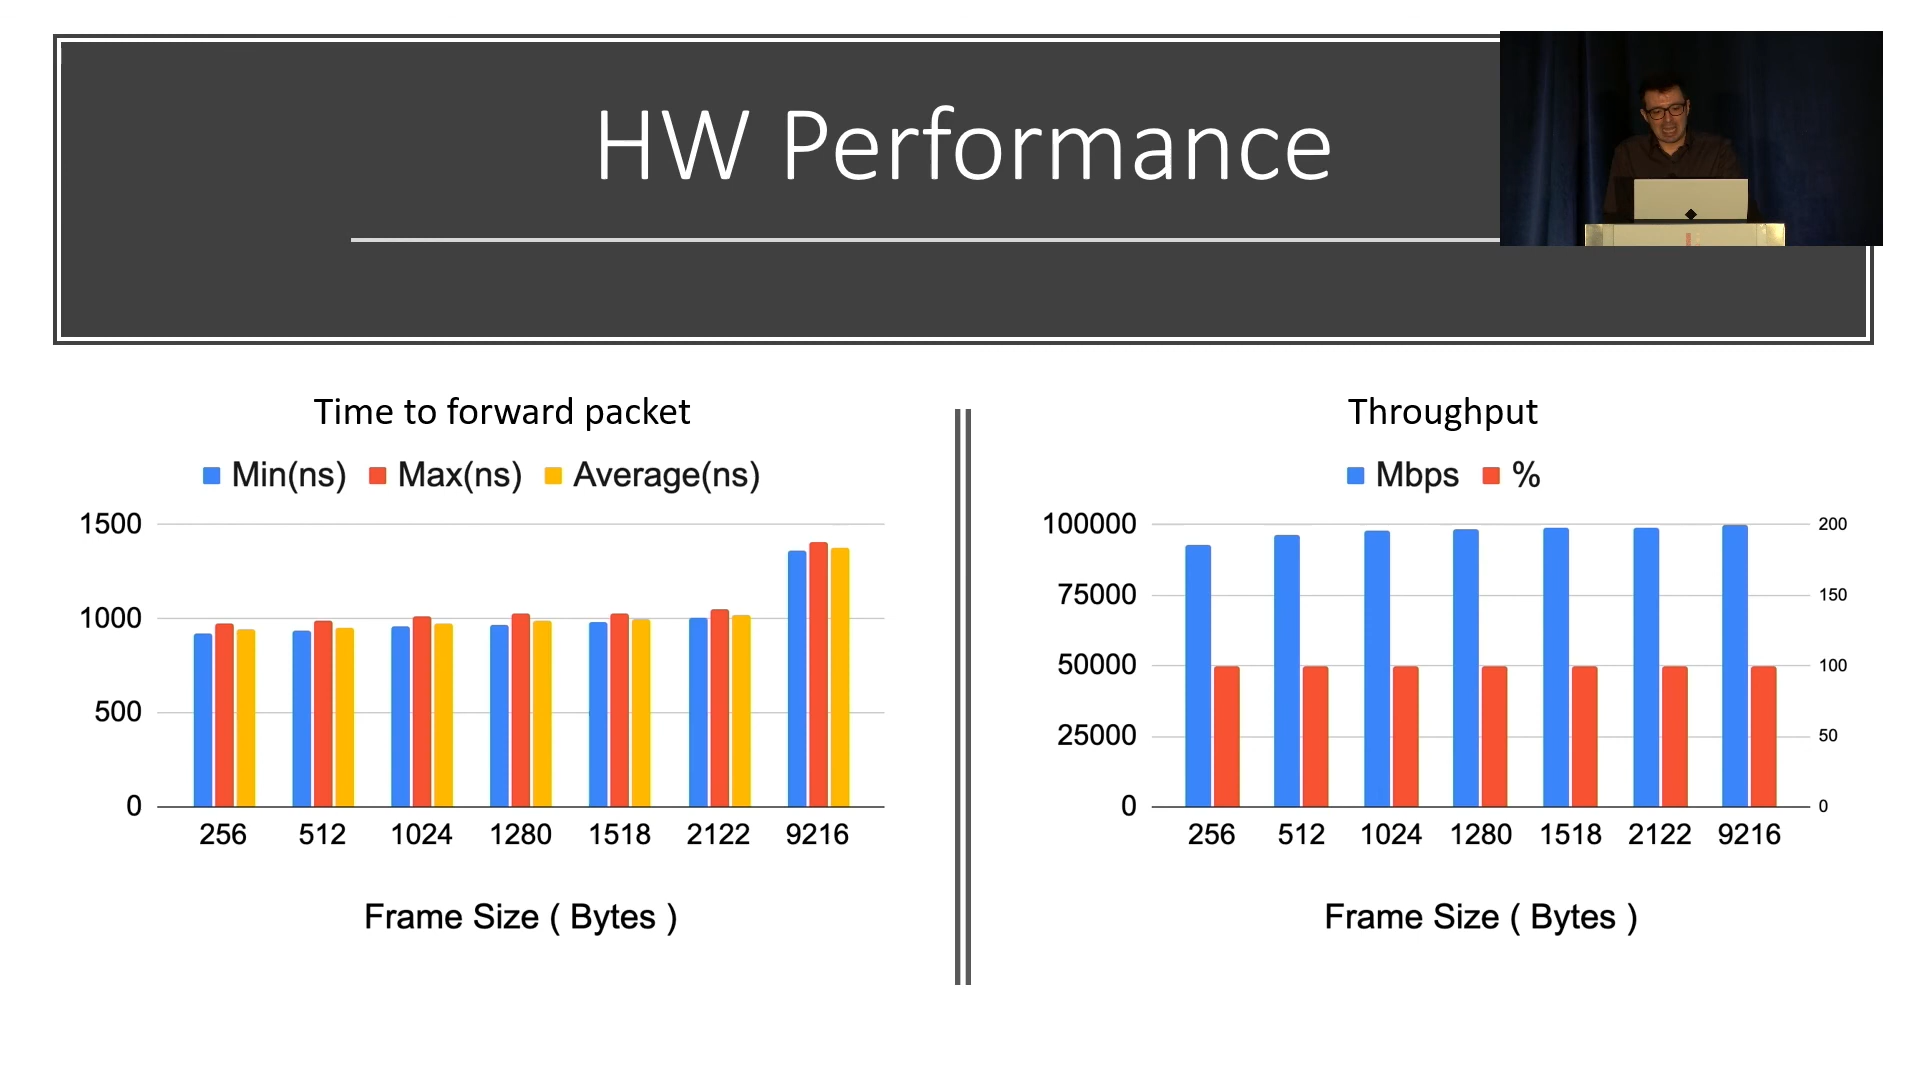 HW Performance
Time to forward packet
Min(ns) Max(ns) Average(ns)
1500
1000
500
0
256 512 1024 1280 1518 2122 9216
Frame Size ( Bytes )
Throughput
Mbps %
100000 200
75000 150
50000 100
25000 50
0 0
256 512 1024 1280 1518 2122 9216
Frame Size ( Bytes )